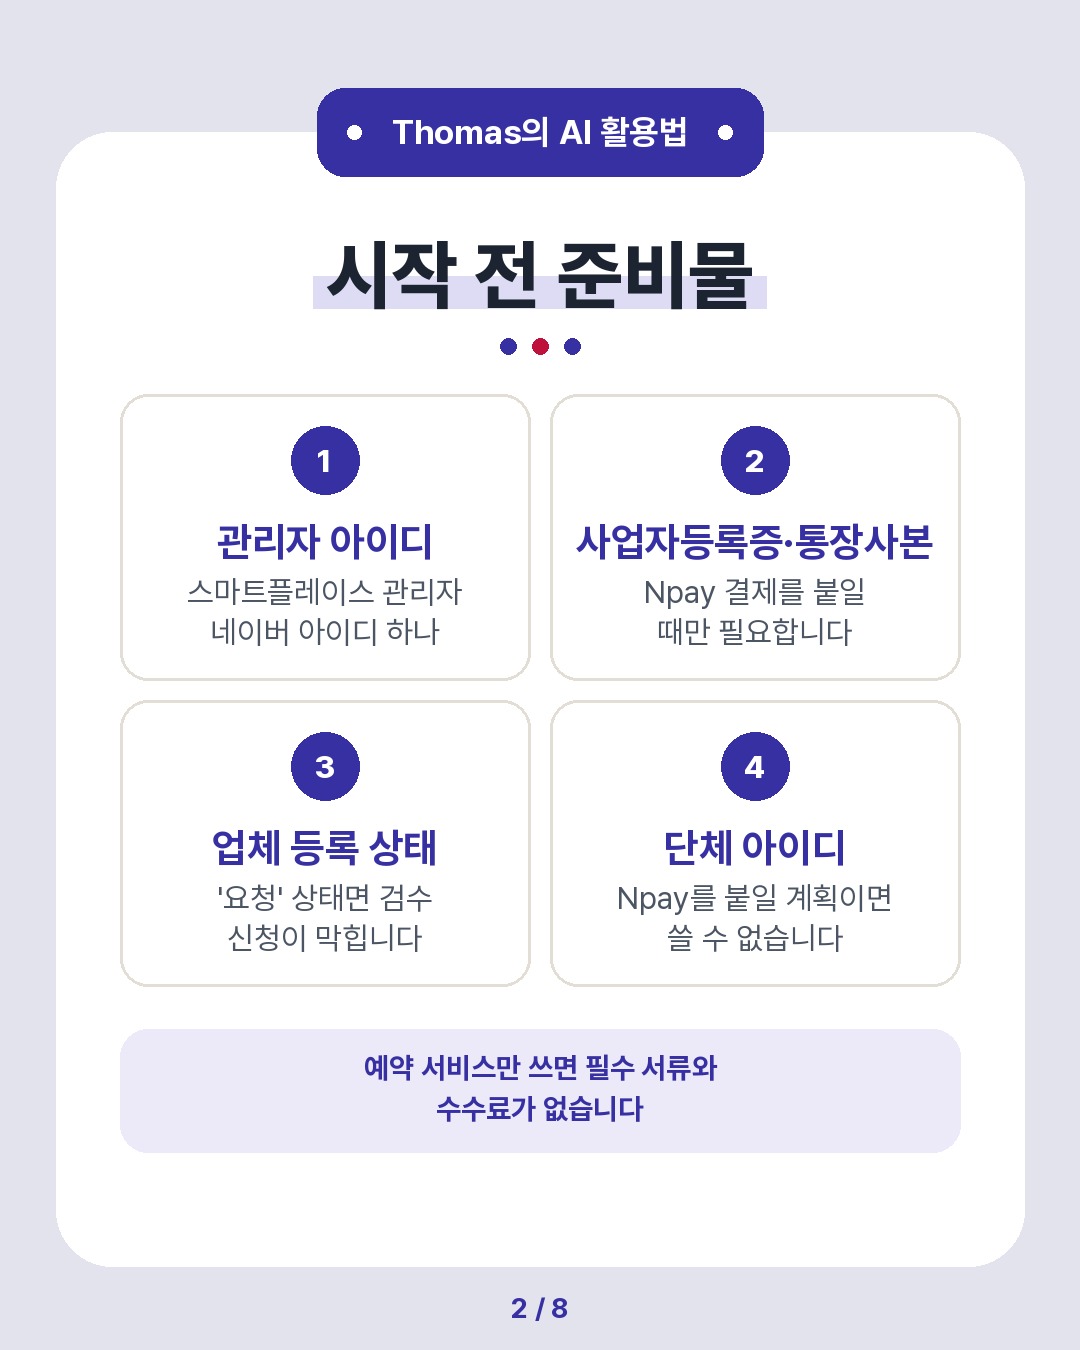 Thomas의 AI 활용법
시작 전 준비물
1
관리자 아이디
스마트플레이스 관리자
네이버 아이디 하나
2
사업자등록증·통장사본
Npay 결제를 붙일
때만 필요합니다
3
업체 등록 상태
'요청' 상태면 검수
신청이 막힙니다
4
단체 아이디
Npay를 붙일 계획이면
쓸 수 없습니다
예약 서비스만 쓰면 필수 서류와
수수료가 없습니다
2 / 8